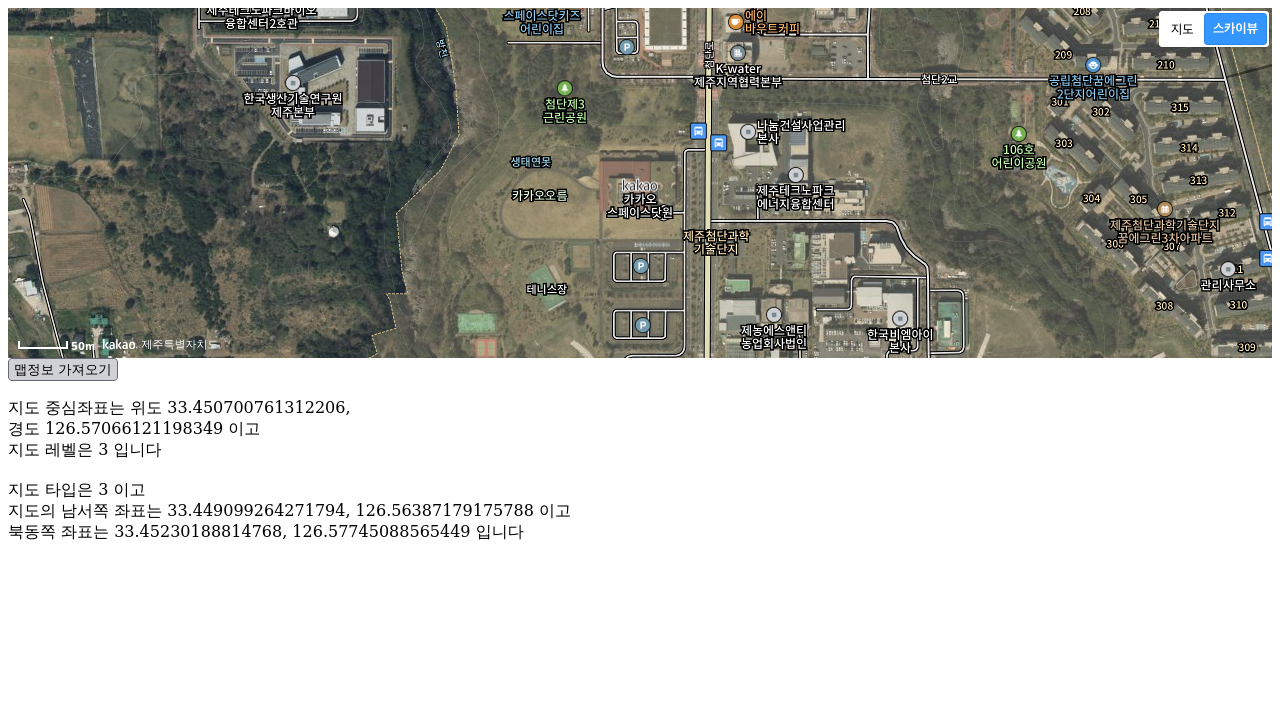 제주테크노파크바이오
융합센터2호관
한국생산기술연구원
제주본부
방천
스페이스닷키즈
어린이집
P
에이
바우트커피
첨단로
K-water
제주지역협력본부
첨단제3
근린공원
생태연못
카카오오름
kakao
카카오
스페이스닷원
나눔건설사업관리
본사
제주테크노파크
에너지융합센터
제주첨단과학
기술단지
테니스장
P
P
제농에스앤티
농업회사법인
한국비엠아이
본사
첨단2교
208
209
210
공립첨단꿈에그린
2단지어린이집
301
302
303
315
314
313
106호
어린이공원
304
305
312
제주첨단과학기술단지
꿈에그린3차아파트
307
관리사무소
308
310
309
지도
스카이뷰
50m
kakao
제주특별자치도
맵정보 가져오기
지도 중심좌표는 위도 33.450700761312206,
경도 126.57066121198349 이고
지도 레벨은 3 입니다
지도 타입은 3 이고
지도의 남서쪽 좌표는 33.449099264271794, 126.56387179175788 이고
북동쪽 좌표는 33.45230188814768, 126.57745088565449 입니다